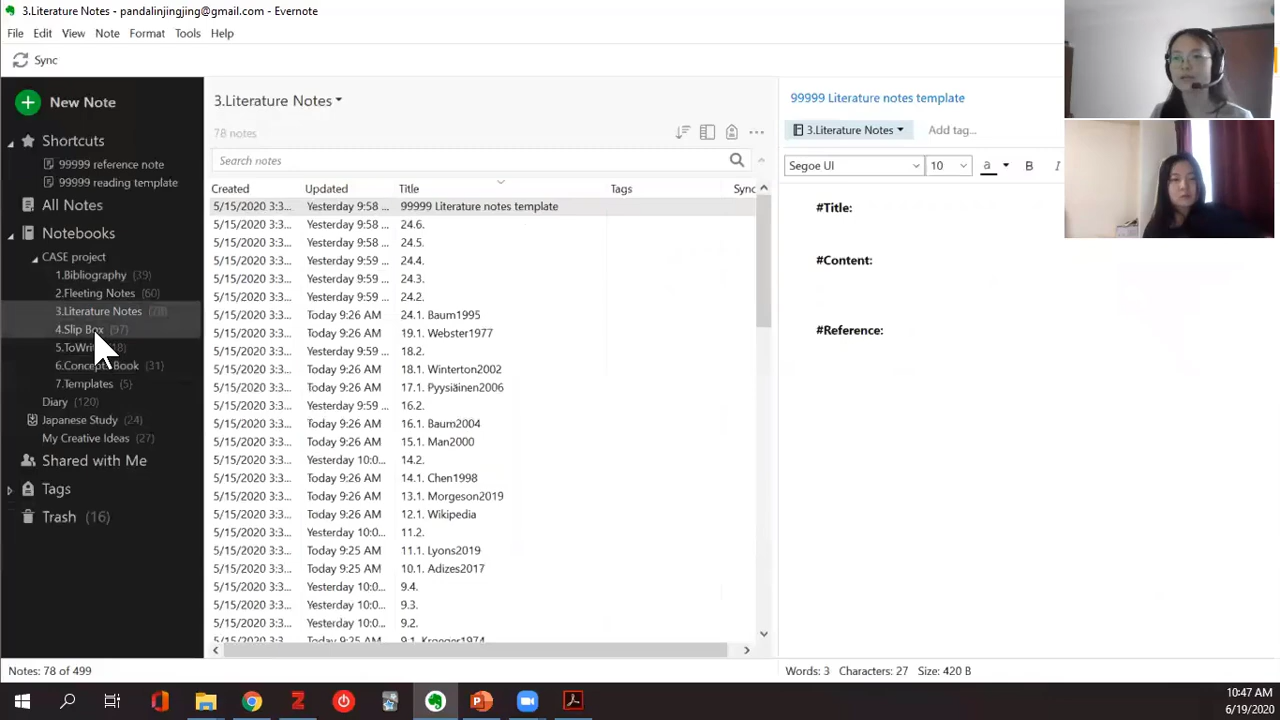 3.Literature Notes - pandalinjingjing@gmail.com - Evernote
File Edit View Note Format Tools Help
Sync
New Note
Shortcuts
99999 reference note
99999 reading template
All Notes
Notebooks
CASE project
1.Bibliography (39)
2.Fleeting Notes (60)
3.Literature Notes (78)
4.Slip Box (97)
5.ToWri
6.Concept Book (31)
7.Templates (5)
Diary (120)
Japanese Study (24)
My Creative Ideas (27)
Shared with Me
Tags
Trash (16)
3.Literature Notes
78 notes
Search notes
Created Updated Title Tags Sync
5/15/2020 3:3... Yesterday 9:58 ... 99999 Literature notes template
5/15/2020 3:3... Yesterday 9:58 ... 24.6.
5/15/2020 3:3... Yesterday 9:58 ... 24.5.
5/15/2020 3:3... Yesterday 9:59 ... 24.4.
5/15/2020 3:3... Yesterday 9:59 ... 24.3.
5/15/2020 3:3... Yesterday 9:59 ... 24.2.
5/15/2020 3:3... Today 9:26 AM 24.1. Baum1995
5/15/2020 3:3... Today 9:26 AM 19.1. Webster1977
5/15/2020 3:3... Yesterday 9:59 ... 18.2.
5/15/2020 3:3... Today 9:26 AM 18.1. Winterton2002
5/15/2020 3:3... Today 9:26 AM 17.1. Pyysiäinen2006
5/15/2020 3:3... Yesterday 9:59 ... 16.2.
5/15/2020 3:3... Today 9:26 AM 16.1. Baum2004
5/15/2020 3:3... Today 9:26 AM 15.1. Man2000
5/15/2020 3:3... Yesterday 10:0... 14.2.
5/15/2020 3:3... Today 9:26 AM 14.1. Chen1998
5/15/2020 3:3... Today 9:26 AM 13.1. Morgeson2019
5/15/2020 3:3... Today 9:26 AM 12.1. Wikipedia
5/15/2020 3:3... Yesterday 10:0... 11.2.
5/15/2020 3:3... Today 9:25 AM 11.1. Lyons2019
5/15/2020 3:3... Today 9:25 AM 10.1. Adizes2017
5/15/2020 3:3... Yesterday 10:0... 9.4.
5/15/2020 3:3... Yesterday 10:0... 9.3.
5/15/2020 3:3... Yesterday 10:0... 9.2.
5/15/2020 3:3... Today 9:25 AM 9.1. Kroeger1974
99999 Literature notes template
3.Literature Notes Add tag...
Segoe UI 10 a B I
#Title:
#Content:
#Reference:
Notes: 78 of 499
Words: 3 Characters: 27 Size: 420 B
10:47 AM
6/19/2020